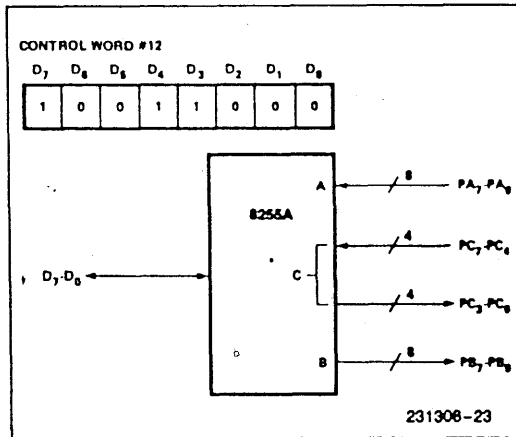 CONTROL WORD #12
D7 D6 D5 D4 D3 D2 D1 D0
1 0 0 1 1 0 0 0
8255A
A
8
PA7-PA0
4
PC7-PC4
C
D7-D0
4
PC3-PC0
B
8
PB7-PB0
231308-23